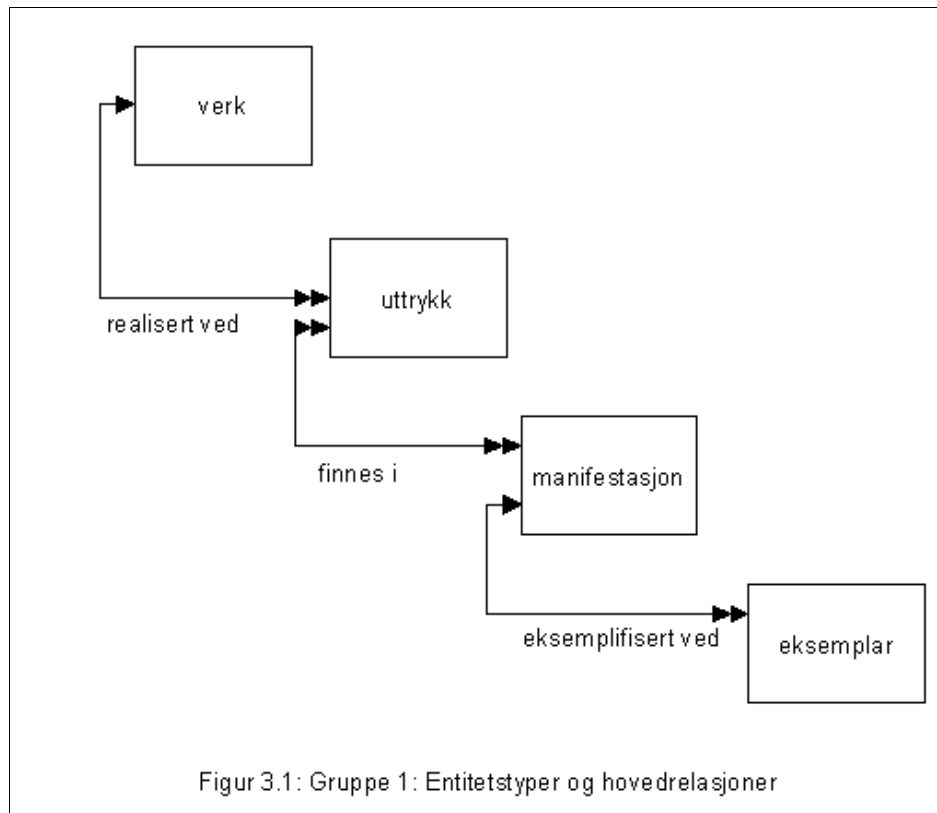 verk
uttrykk
realisert ved
finnes i
manifestasjon
eksemplifisert ved
eksemplar
Figur 3.1: Gruppe 1: Entitetstyper og hovedrelasjoner